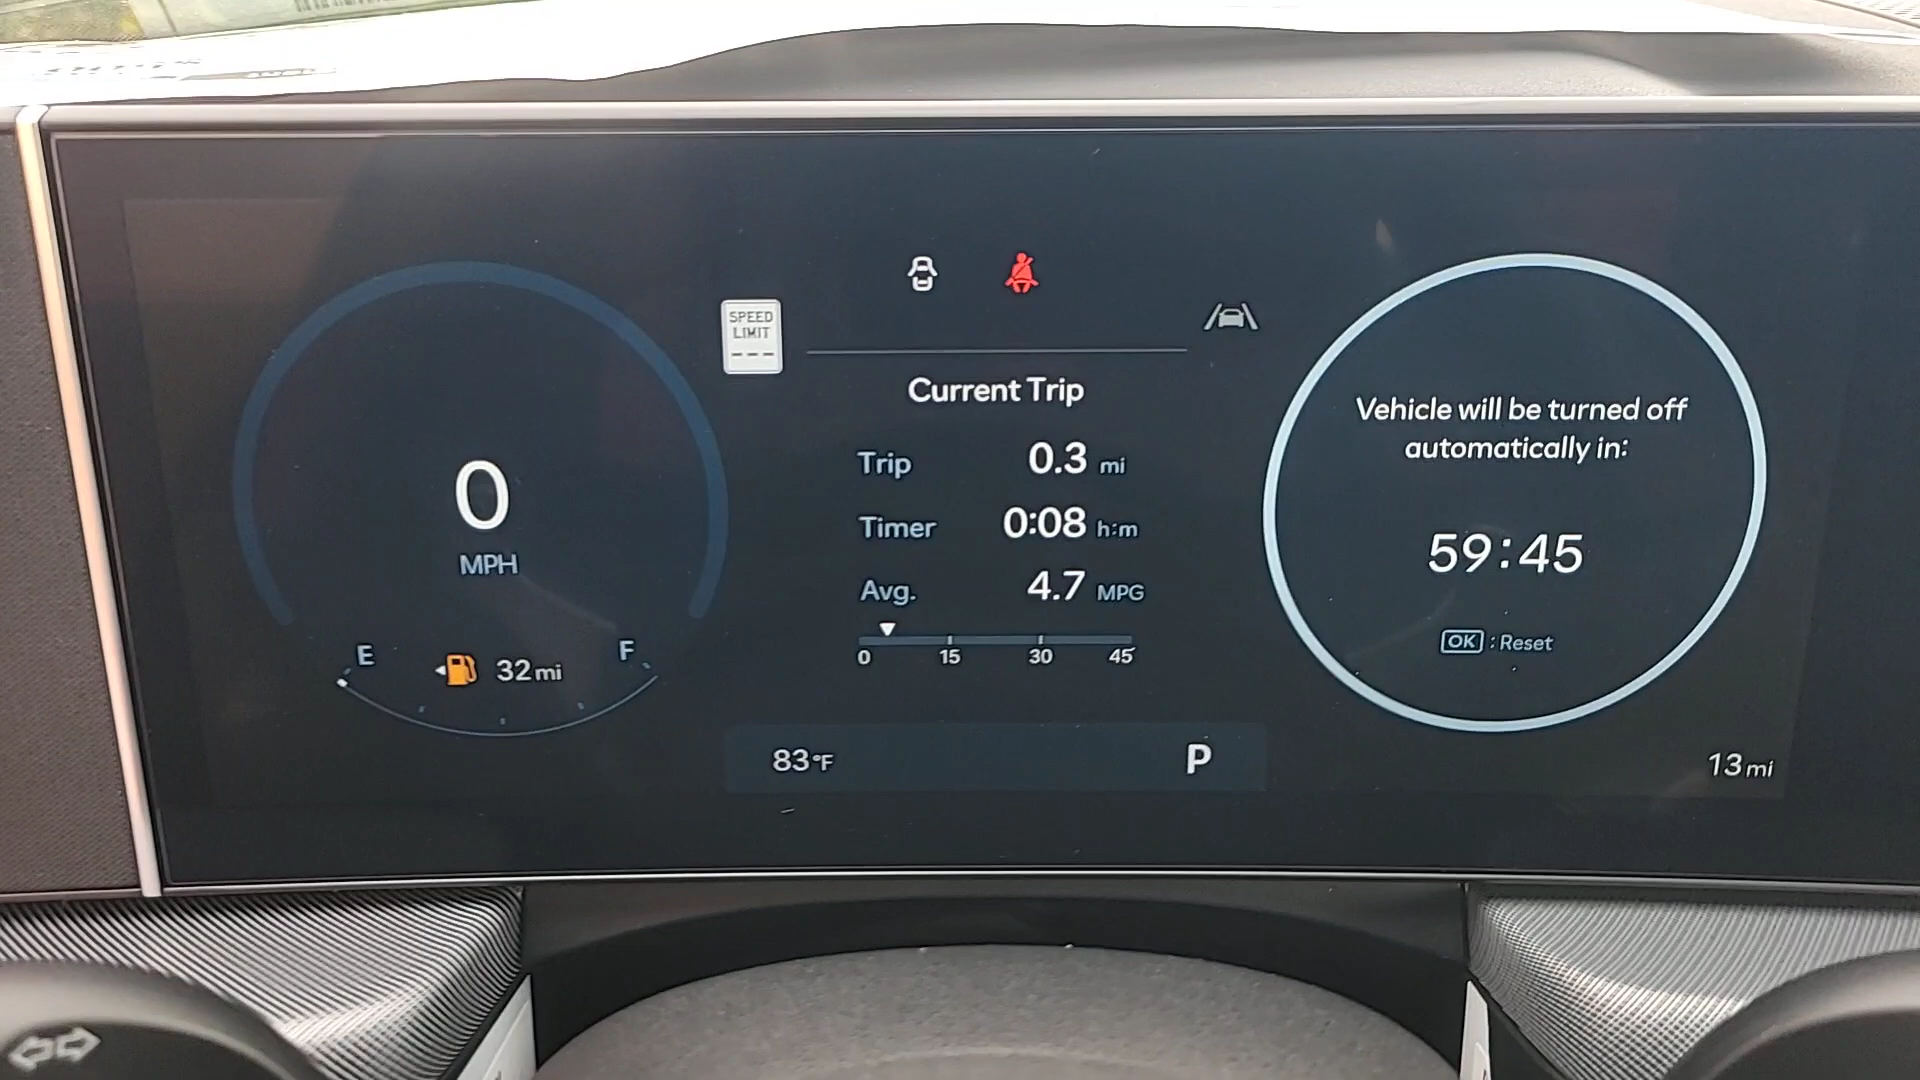 SPEED
LIMIT
---
Current Trip
Trip 0.3 mi
Timer 0:08 h:m
Avg. 4.7 MPG
0 15 30 45
0
MPH
E F
32 mi
83°F P
Vehicle will be turned off
automatically in:
59:45
OK : Reset
13 mi